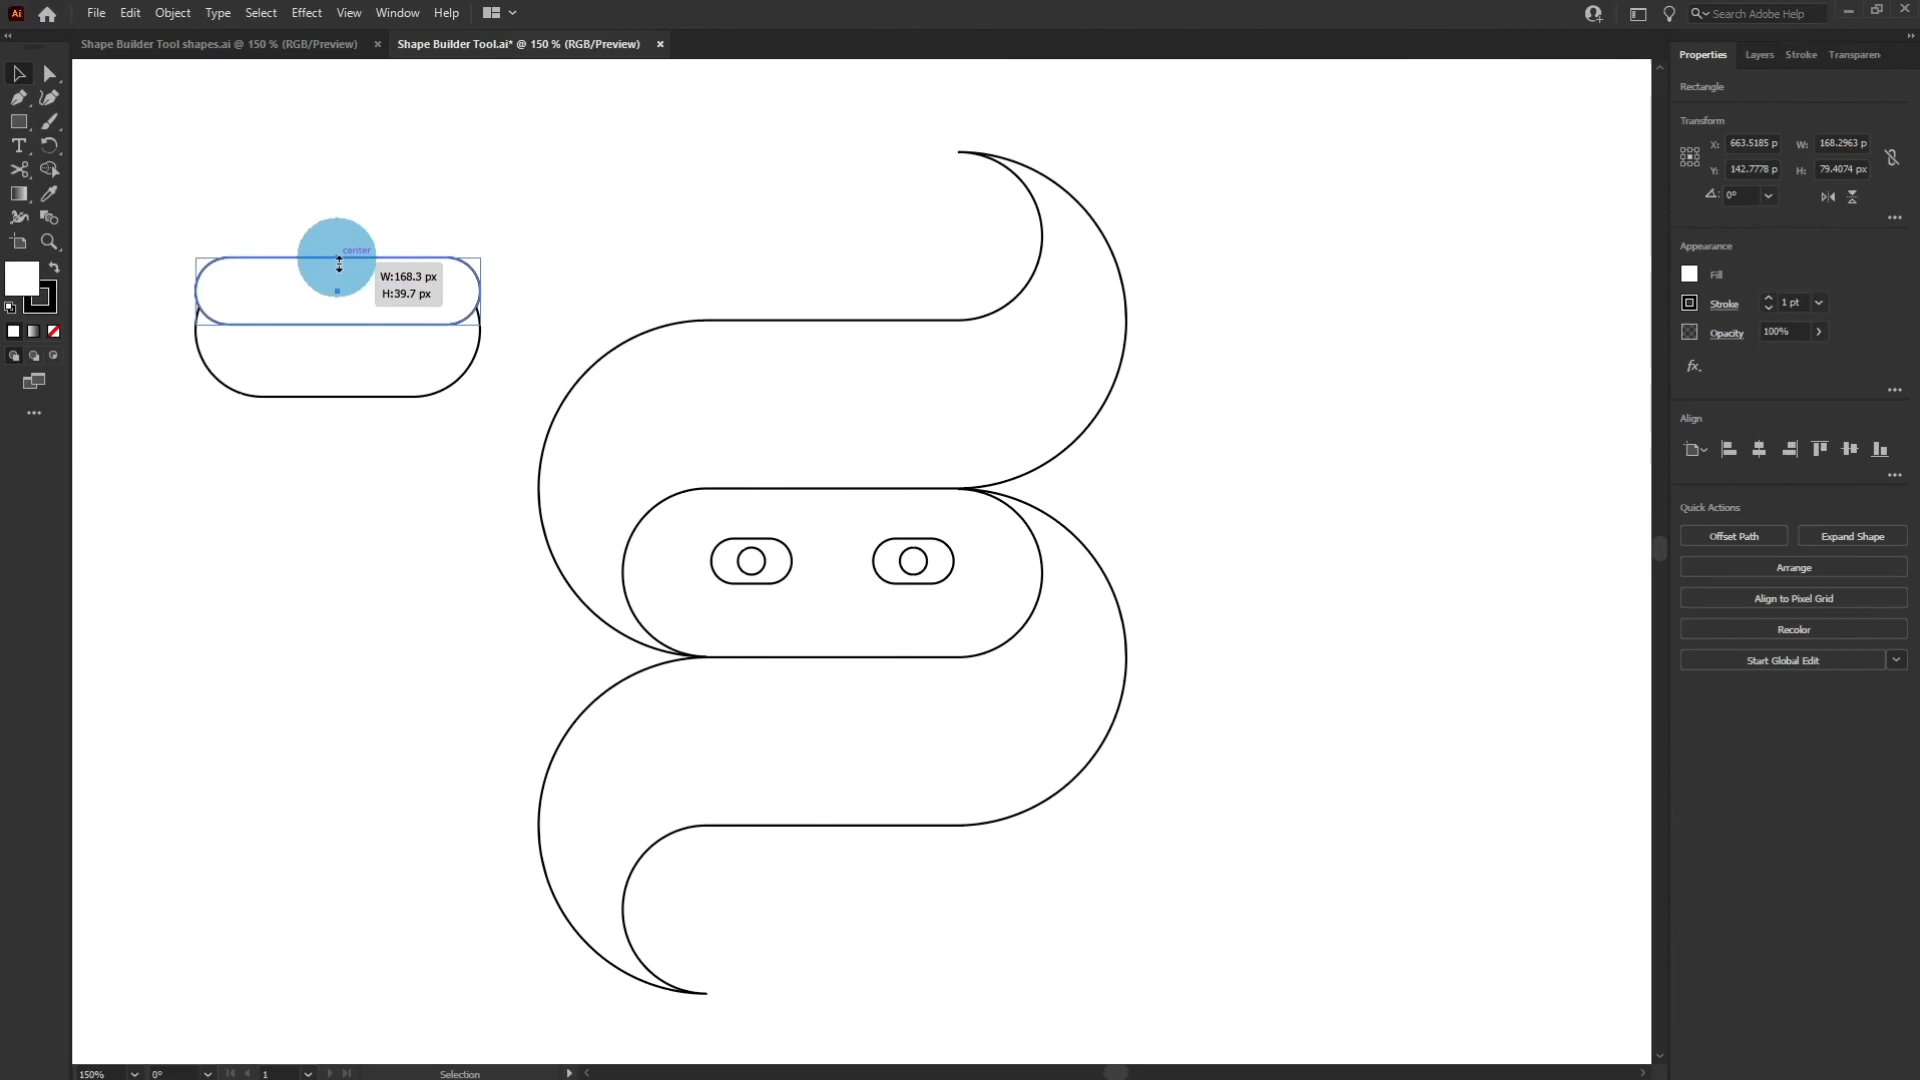 Ai File Edit Object Type Select Effect View Window Help Search Adobe Help
Shape Builder Tool shapes.ai @ 150 % (RGB/Preview) × Shape Builder Tool.ai* @ 150 % (RGB/Preview) ×
Properties Layers Stroke Transparen
Rectangle
Transform
X: 663.5185 p W: 168.2963 p
Y: 142.7778 p H: 79.4074 px
0°
Appearance
Fill
Stroke 1 pt
Opacity 100%
fx.
Align
Quick Actions
Offset Path Expand Shape
Arrange
Align to Pixel Grid
Recolor
Start Global Edit
center
W:168.3 px
H:39.7 px
150% 0° 1 Selection